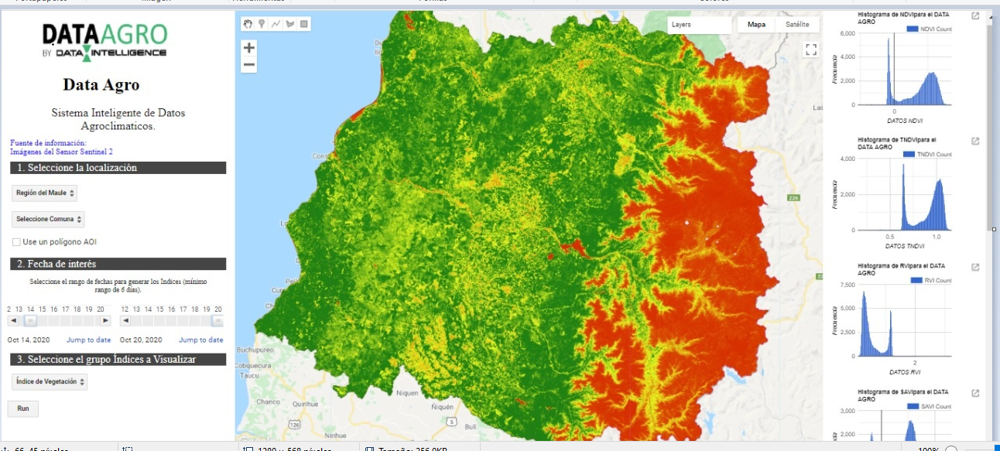 DATAAGRO
BY DATA INTELLIGENCE
Data Agro
Sistema Inteligente de Datos
Agroclimaticos.
Fuente de información:
Imágenes del Sensor Sentinel 2
1. Seleccione la localización
Región del Maule
Seleccione Comuna
Use un polígono AOI
2. Fecha de interés
Seleccione el rango de fechas para generar los Índices (mínimo
rango de 6 días).
2 13 14 15 16 17 18 19 20
12 13 14 15 16 17 18 19 20
Oct 14, 2020 Jump to date
Oct 20, 2020 Jump to date
3. Seleccione el grupo Índices a Visualizar
Índice de Vegetación
Run
Layers
Mapa
Satélite
Cons
Pel
Cu
Ch
Buchupureo
Cobquecura
Taucu
Chanco
Quirihue
126
Ninhue
Niquen
Ñiquén
5
Buli
Las
226
Histograma de NDVIpara el DATA
AGRO
NDVI Count
6,000
4,000
2,000
0
Frecuencia
0
DATOS NDVI
Histograma de TNDVIpara el
DATA AGRO
TNDVI Count
4,000
2,000
0
Frecuencia
0.5 1.0
DATOS TNDVI
Histograma de RVIpara el DATA
AGRO
RVI Count
7,500
5,000
2,500
0
Frecuencia
2
DATOS RVI
Histograma de SAVIpara el DATA
AGRO
SAVI Count
3,000
2,000
66, 45 píxeles
1280 × 568 píxeles
Tamaño: 256,0KB
100%